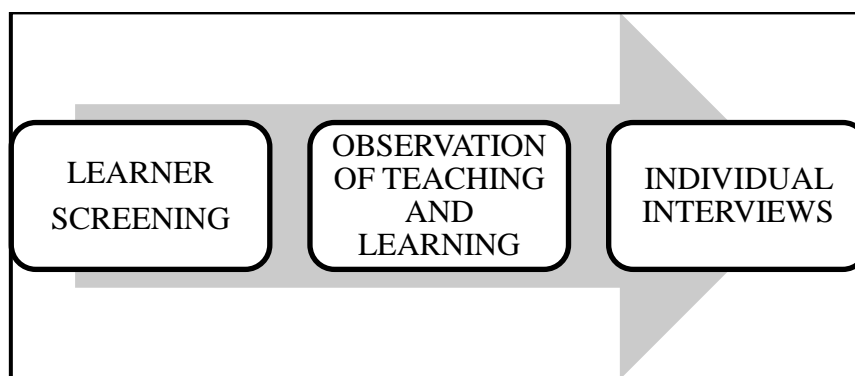 LEARNER
SCREENING
OBSERVATION
OF TEACHING
AND
LEARNING
INDIVIDUAL
INTERVIEWS